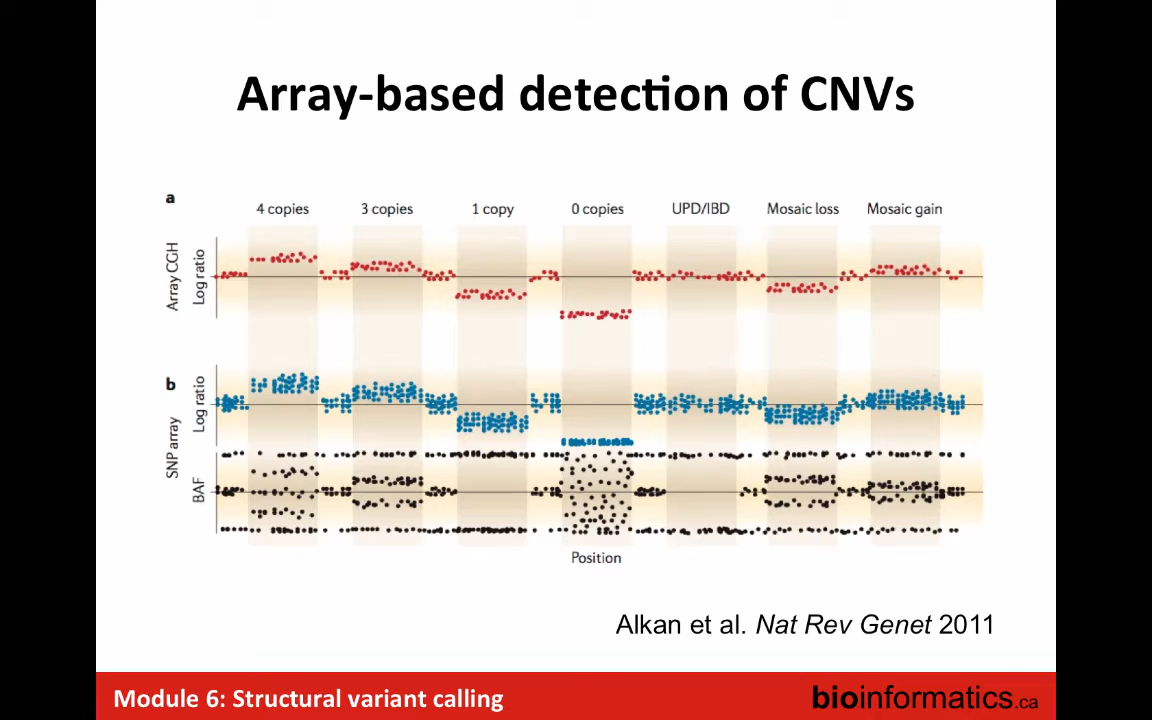 Array-based detection of CNVs
a
4 copies 3 copies 1 copy 0 copies UPD/IBD Mosaic loss Mosaic gain
Array CGH
Log ratio
b
SNP array
Log ratio
BAF
Position
Alkan et al. Nat Rev Genet 2011
Module 6: Structural variant calling
bioinformatics.ca